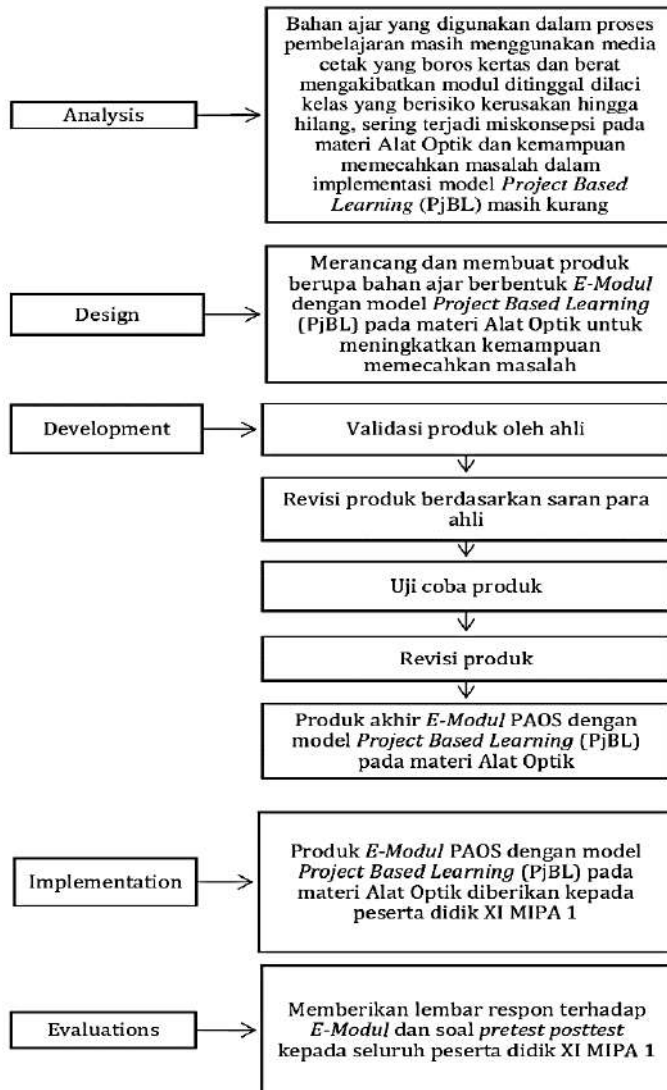 Analysis
Bahan ajar yang digunakan dalam proses
pembelajaran masih menggunakan media
cetak yang boros kertas dan berat
mengakibatkan modul ditinggal dilaci
kelas yang berisiko kerusakan hingga
hilang, sering terjadi miskonsepsi pada
materi Alat Optik dan kemampuan
memecahkan masalah dalam
implementasi model Project Based
Learning (PjBL) masih kurang
Design
Merancang dan membuat produk
berupa bahan ajar berbentuk E-Modul
dengan model Project Based Learning
(PjBL) pada materi Alat Optik untuk
meningkatkan kemampuan
memecahkan masalah
Development
Validasi produk oleh ahli
Revisi produk berdasarkan saran para
ahli
Uji coba produk
Revisi produk
Produk akhir E-Modul PAOS dengan
model Project Based Learning (PjBL)
pada materi Alat Optik
Implementation
Produk E-Modul PAOS dengan model
Project Based Learning (PjBL) pada
materi Alat Optik diberikan kepada
peserta didik XI MIPA 1
Evaluations
Memberikan lembar respon terhadap
E-Modul dan soal pretest posttest
kepada seluruh peserta didik XI MIPA 1